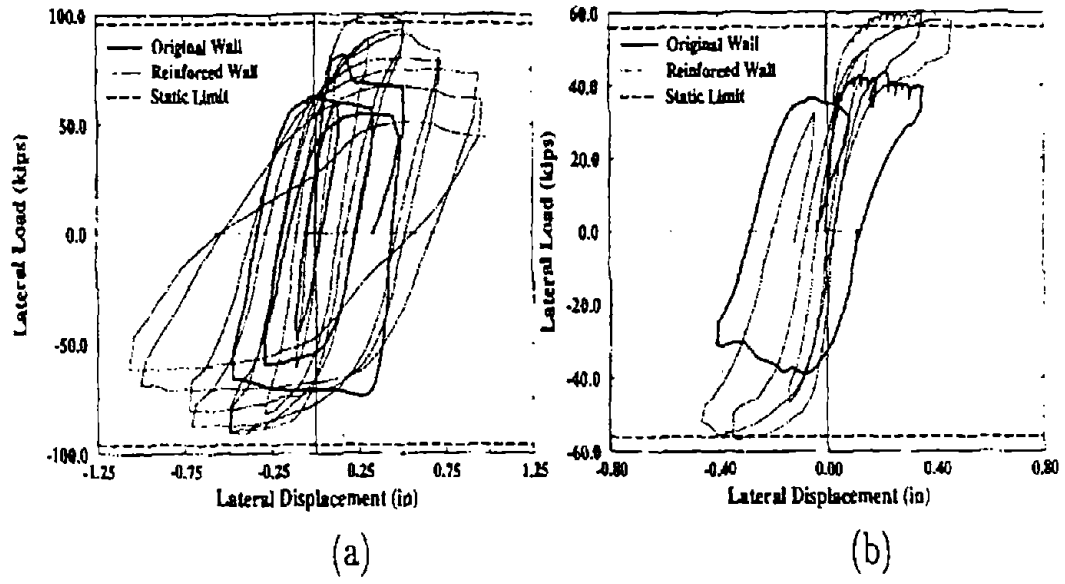 100.0
50.0
0.0
-50.0
-100.0
Lateral Load (kips)
Original Wall
Reinforced Wall
Static Limit
-1.25
-0.75
-0.25
0.25
0.75
1.25
Lateral Displacement (in)
(a)
60.0
40.0
20.0
0.0
-20.0
-40.0
-60.0
Lateral Load (kips)
Original Wall
Reinforced Wall
Static Limit
-0.80
-0.40
0.00
0.40
0.80
Lateral Displacement (in)
(b)